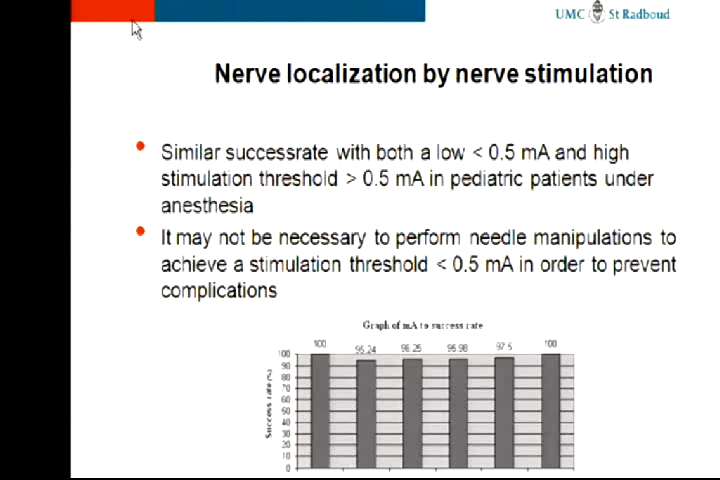 UMC St Radboud
Nerve localization by nerve stimulation
• Similar successrate with both a low < 0.5 mA and high
stimulation threshold > 0.5 mA in pediatric patients under
anesthesia
• It may not be necessary to perform needle manipulations to
achieve a stimulation threshold < 0.5 mA in order to prevent
complications
Graph of mA to success rate
100 95.24 96.25 95.98 97.5 100
Success rate (%)
100
90
80
70
60
50
40
30
20
10
0